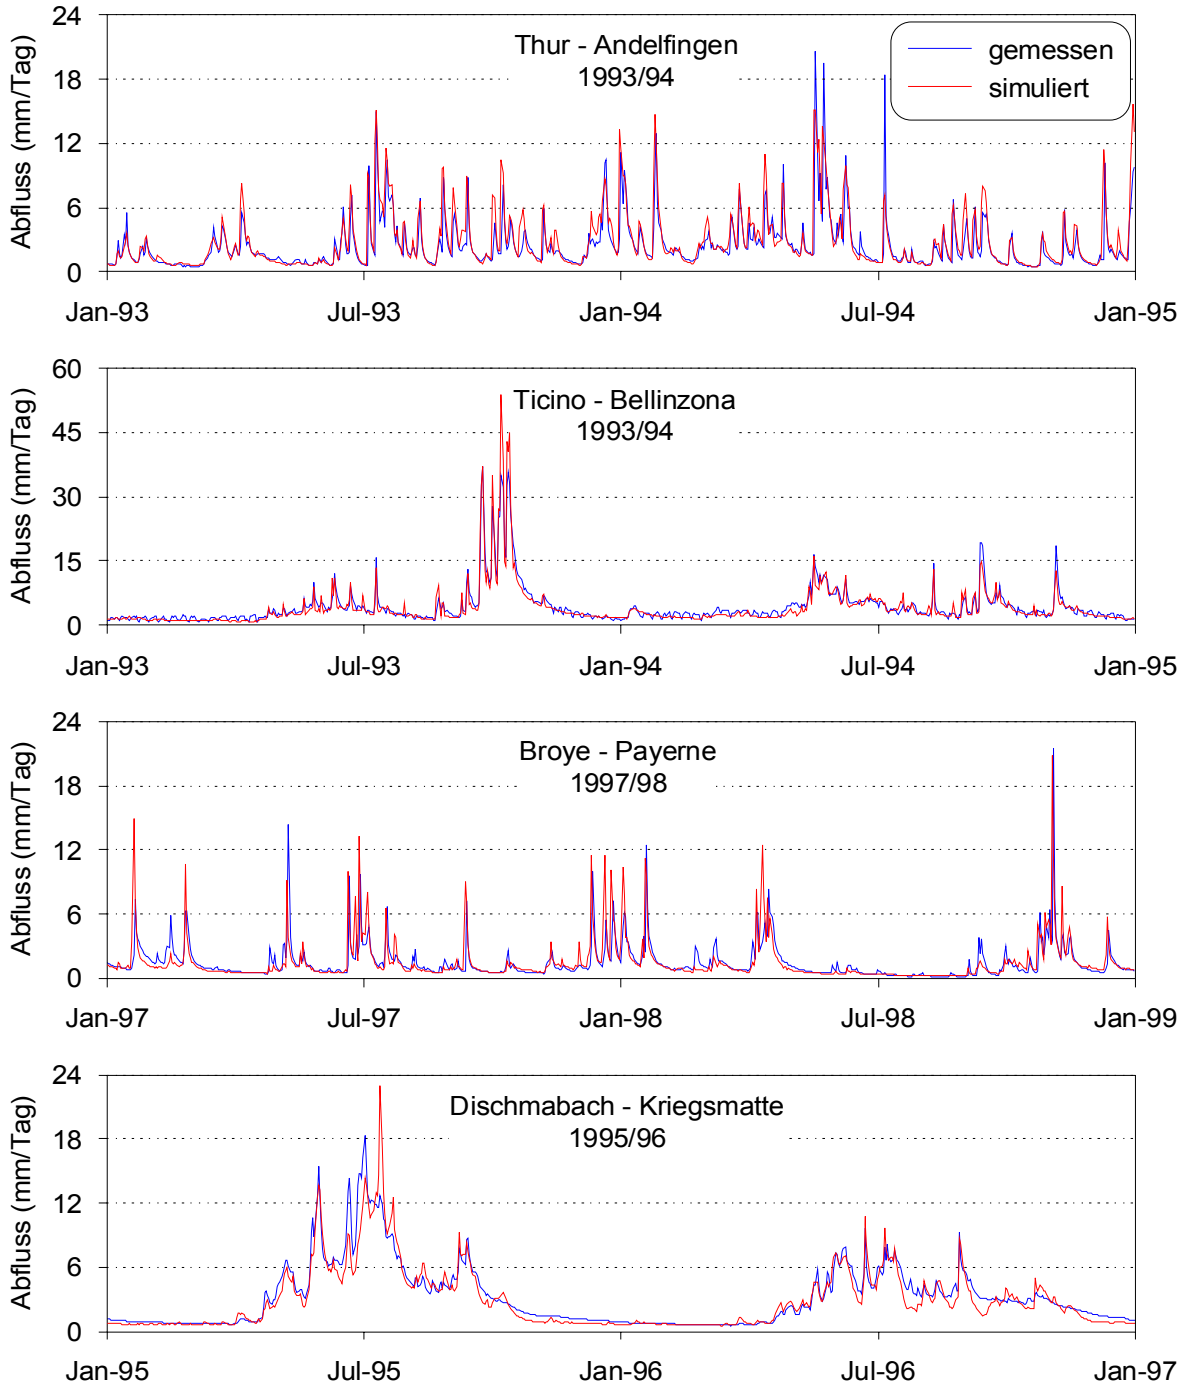 24
18
12
6
0
Abfluss (mm/Tag)
Thur - Andelfingen
1993/94
gemessen
simuliert
Jan-93
Jul-93
Jan-94
Jul-94
Jan-95
60
45
30
15
0
Abfluss (mm/Tag)
Ticino - Bellinzona
1993/94
Jan-93
Jul-93
Jan-94
Jul-94
Jan-95
24
18
12
6
0
Abfluss (mm/Tag)
Broye - Payerne
1997/98
Jan-97
Jul-97
Jan-98
Jul-98
Jan-99
24
18
12
6
0
Abfluss (mm/Tag)
Dischmabach - Kriegsmatte
1995/96
Jan-95
Jul-95
Jan-96
Jul-96
Jan-97